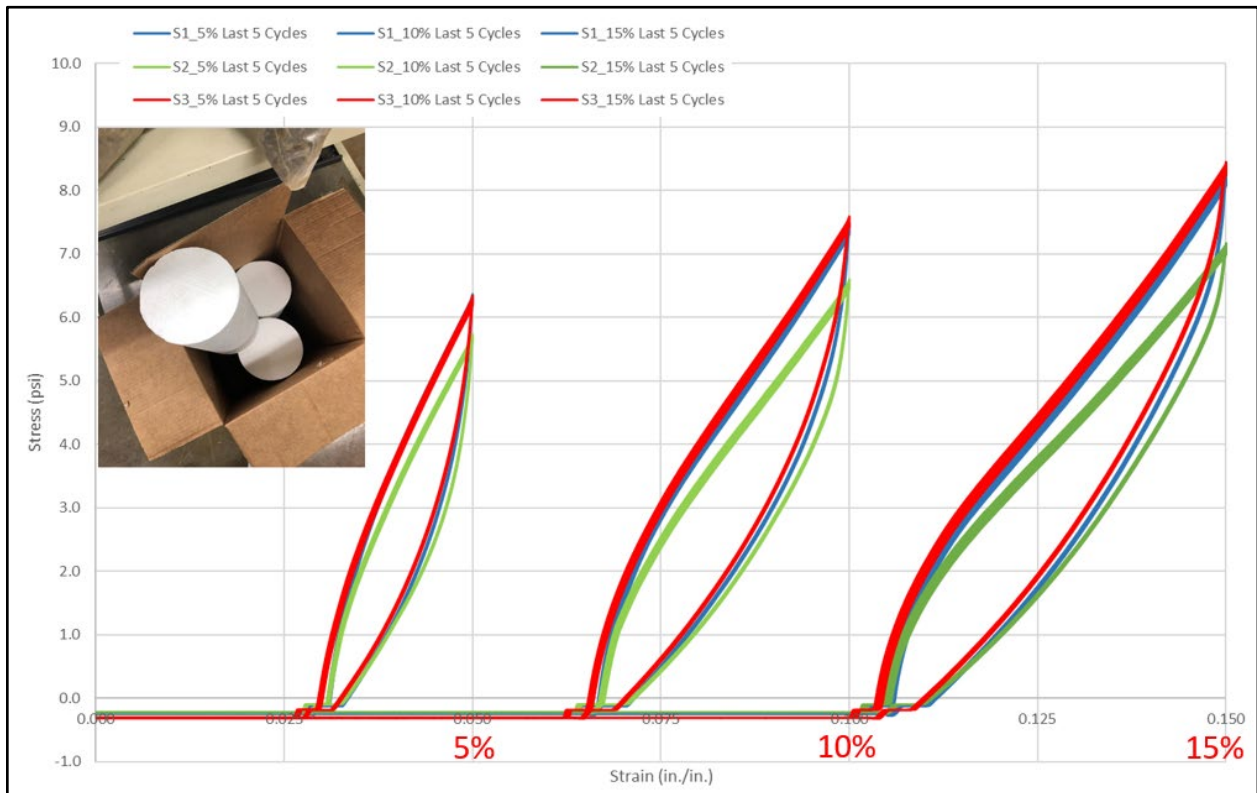 S1_5% Last 5 Cycles S1_10% Last 5 Cycles S1_15% Last 5 Cycles
S2_5% Last 5 Cycles S2_10% Last 5 Cycles S2_15% Last 5 Cycles
S3_5% Last 5 Cycles S3_10% Last 5 Cycles S3_15% Last 5 Cycles
10.0
9.0
8.0
7.0
6.0
5.0
4.0
3.0
2.0
1.0
0.0
-1.0
Stress (psi)
0.000 0.025 0.050 0.075 0.100 0.125 0.150
5% 10% 15%
Strain (in./in.)